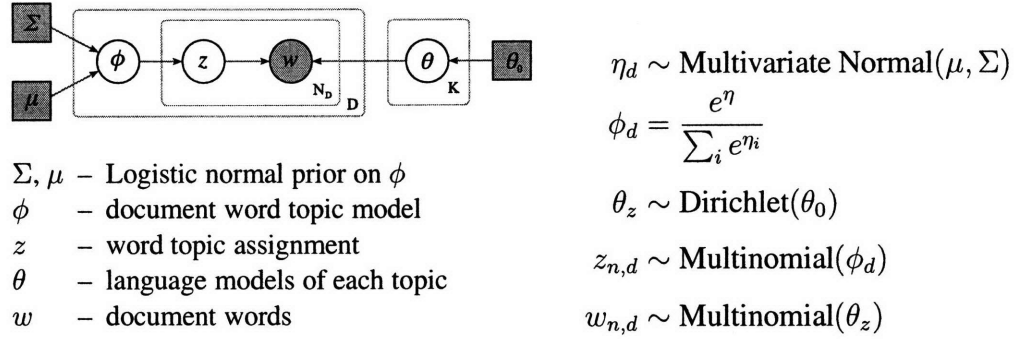 Σ
μ
ϕ
z
w
N_D
D
θ
K
θ₀
Σ, μ – Logistic normal prior on ϕ
ϕ – document word topic model
z – word topic assignment
θ – language models of each topic
w – document words
η_d ∼ Multivariate Normal(μ, Σ)
ϕ_d = e^η / ∑_i e^{η_i}
θ_z ∼ Dirichlet(θ₀)
z_{n,d} ∼ Multinomial(ϕ_d)
w_{n,d} ∼ Multinomial(θ_z)